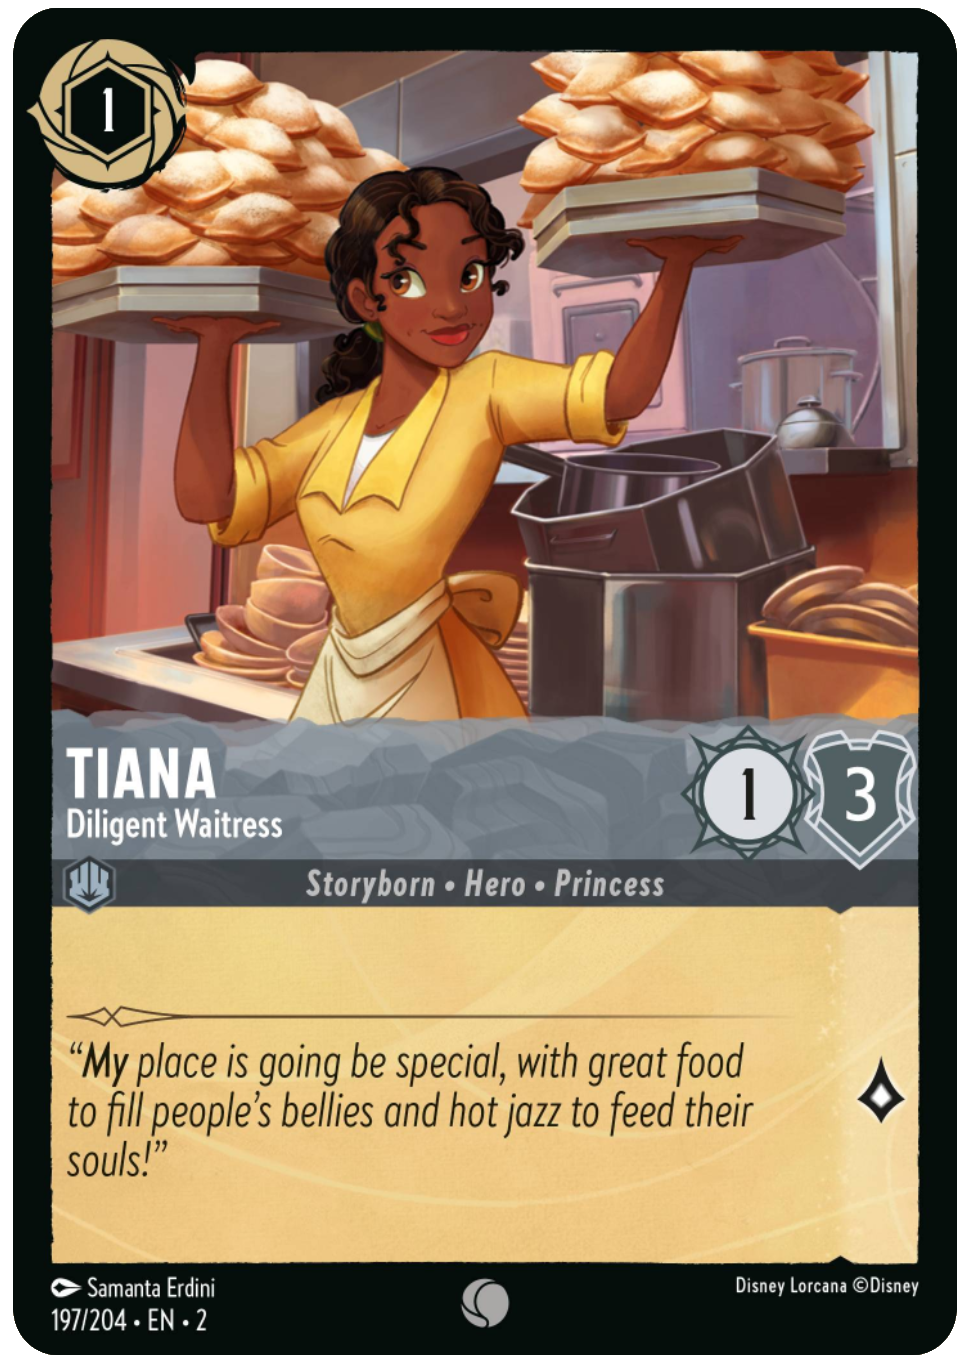 1
TIANA
Diligent Waitress
1
3
Storyborn • Hero • Princess
“My place is going be special, with great food
to fill people’s bellies and hot jazz to feed their
souls!”
Samanta Erdini
Disney Lorcana ©Disney
197/204 • EN • 2